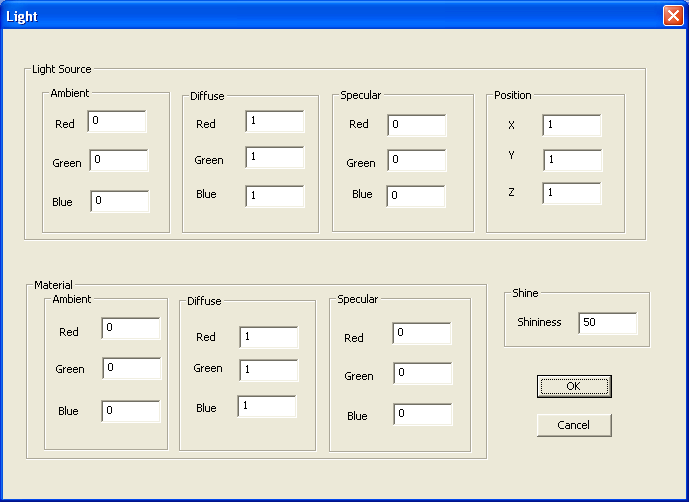 Light
Light Source
Ambient Diffuse Specular Position
Red 0 Red 1 Red 0 X 1
Green 0 Green 1 Green 0 Y 1
Blue 0 Blue 1 Blue 0 Z 1
Material
Ambient Diffuse Specular
Red 0 Red 1 Red 0
Green 0 Green 1 Green 0
Blue 0 Blue 1 Blue 0
Shine
Shininess 50
OK
Cancel